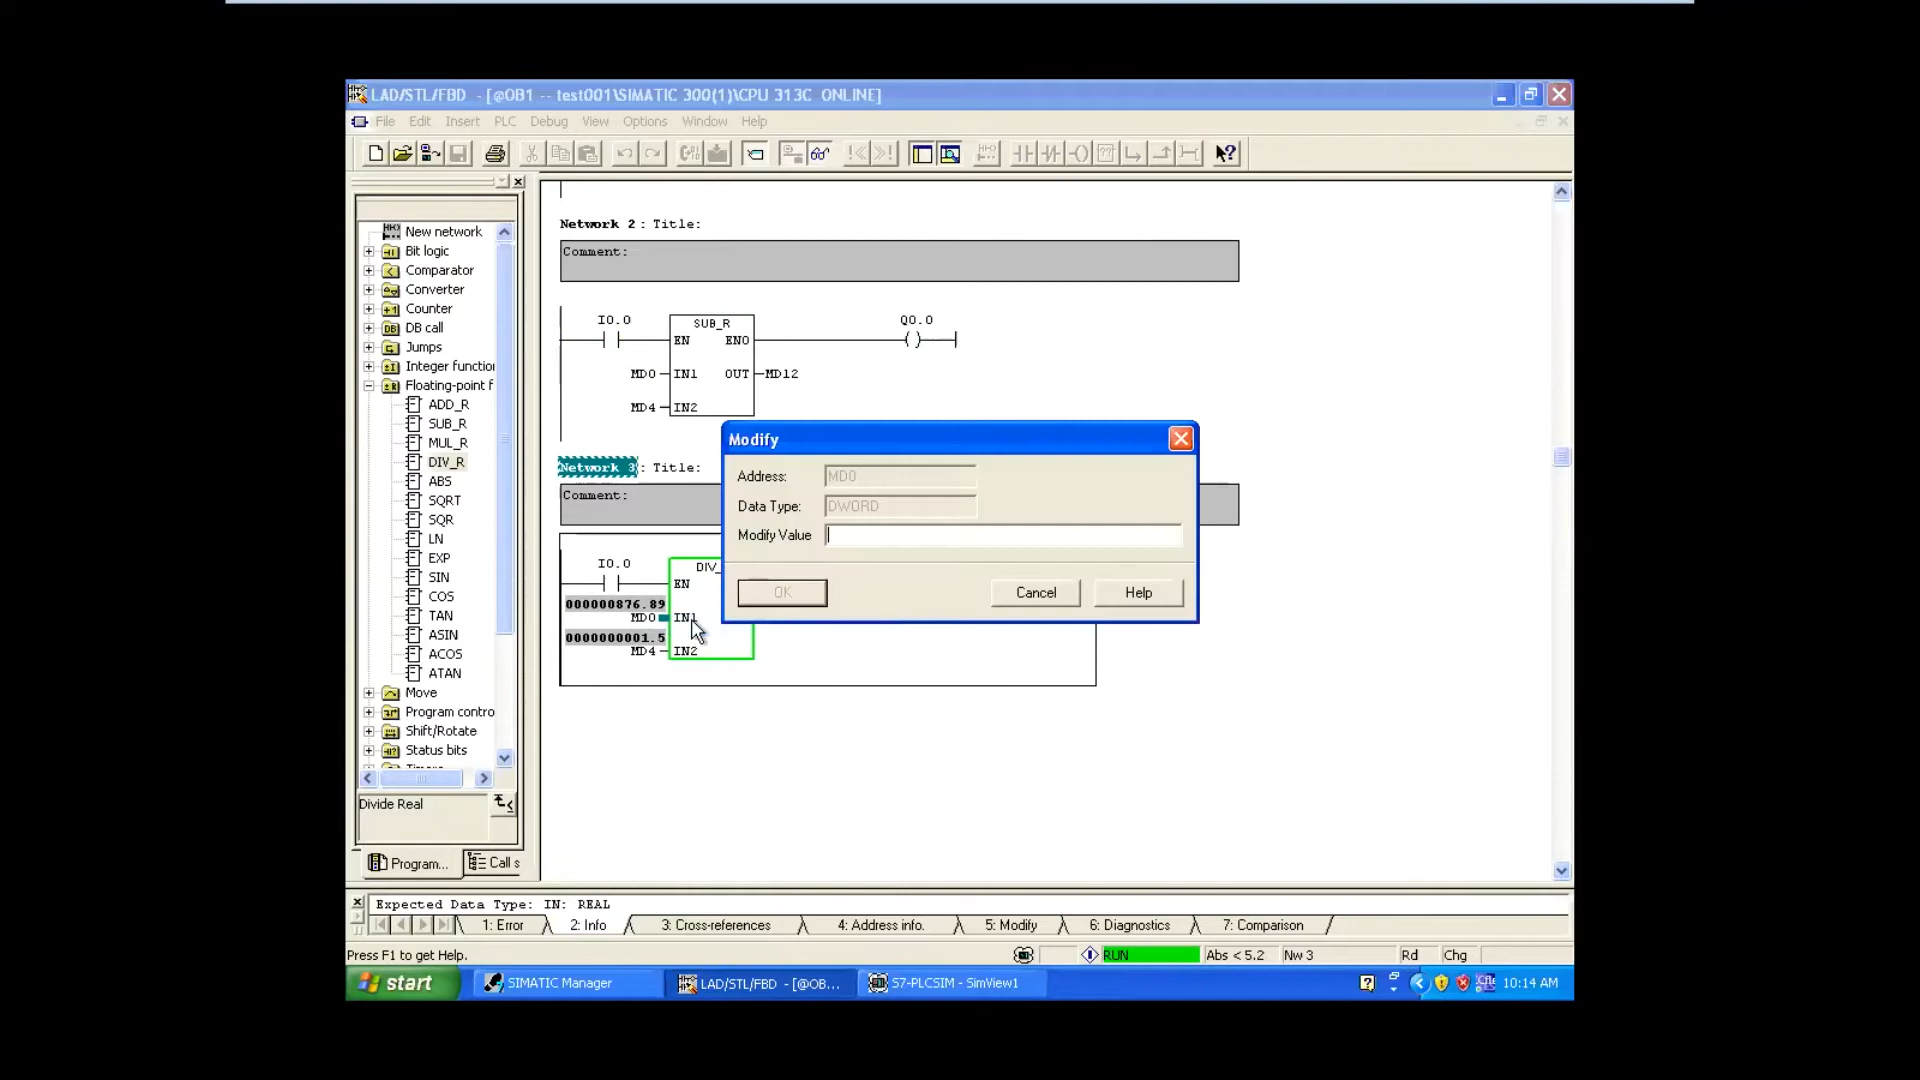 LAD/STL/FBD - [@OB1 -- test001\SIMATIC 300(1)\CPU 313C ONLINE]
File Edit Insert PLC Debug View Options Window Help
New network
Bit logic
Comparator
Converter
Counter
DB call
Jumps
Integer function
Floating-point f
ADD_R
SUB_R
MUL_R
DIV_R
ABS
SQRT
SQR
LN
EXP
SIN
COS
TAN
ASIN
ACOS
ATAN
Move
Program contro
Shift/Rotate
Status bits
Divide Real
Program... Call s
Network 2 : Title:
Comment:
I0.0 SUB_R Q0.0
EN ENO
MD0 IN1 OUT MD12
MD4 IN2
Network 3 : Title:
Comment:
I0.0 DIV_
EN
000000876.89
MD0 IN1
0000000001.5
MD4 IN2
Modify
Address: MD0
Data Type: DWORD
Modify Value
OK Cancel Help
Expected Data Type: IN: REAL
1: Error 2: Info 3: Cross-references 4: Address info. 5: Modify 6: Diagnostics 7: Comparison
Press F1 to get Help. RUN Abs < 5.2 Nw 3 Rd Chg
start SIMATIC Manager LAD/STL/FBD - [@OB... S7-PLCSIM - SimView1 10:14 AM